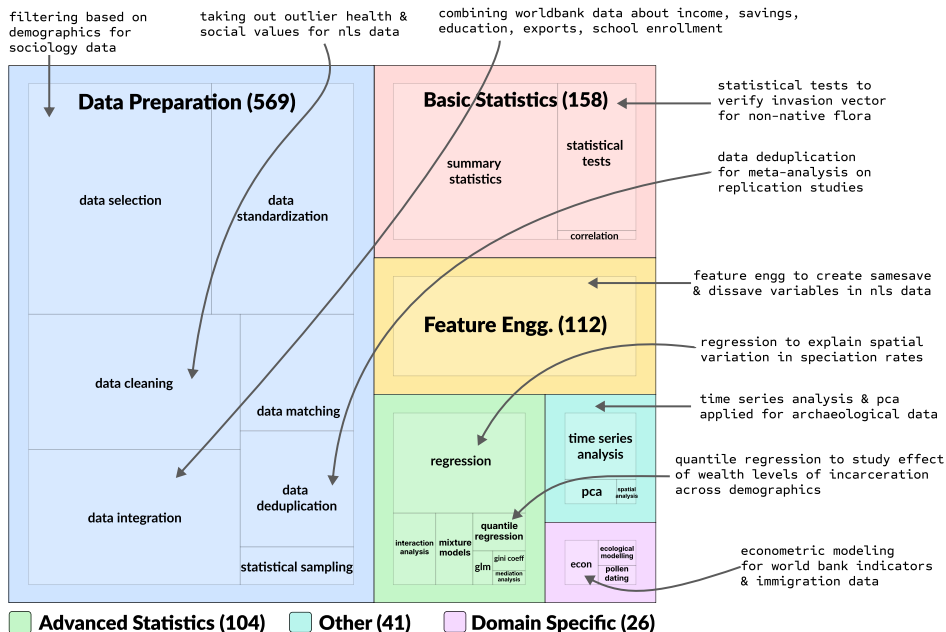 filtering based on
demographics for
sociology data
taking out outlier health &
social values for nls data
combining worldbank data about income, savings,
education, exports, school enrollment
Data Preparation (569)
data selection
data
standardization
data cleaning
data matching
data integration
data
deduplication
statistical sampling
Basic Statistics (158)
summary
statistics
statistical
tests
correlation
Feature Engg. (112)
regression
interaction
analysis
mixture
models
quantile
regression
glm
gini coeff
mediation
analysis
time series
analysis
pca
spatial
analysis
econ
ecological
modelling
pollen
dating
statistical tests to
verify invasion vector
for non-native flora
data deduplication
for meta-analysis on
replication studies
feature engg to create samesave
& dissave variables in nls data
regression to explain spatial
variation in speciation rates
time series analysis & pca
applied for archaeological data
quantile regression to study effect
of wealth levels of incarceration
across demographics
econometric modeling
for world bank indicators
& immigration data
Advanced Statistics (104)
Other (41)
Domain Specific (26)